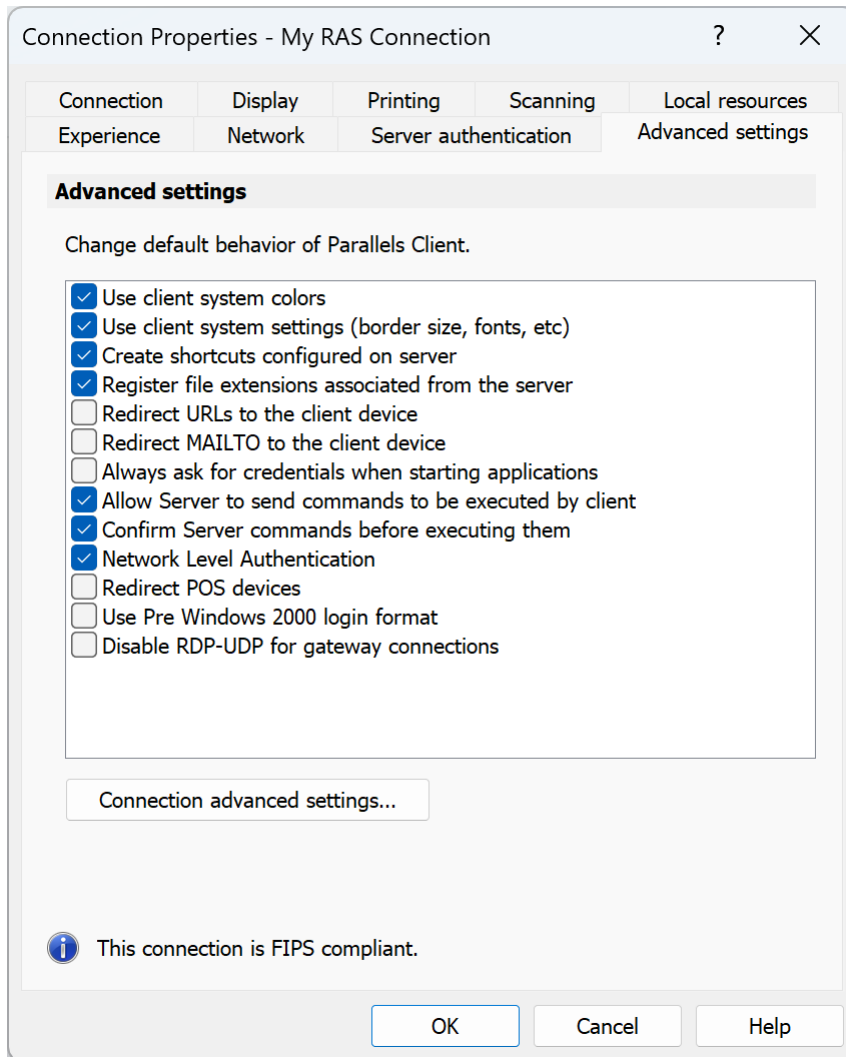 Connection Properties - My RAS Connection ?
Connection Display Printing Scanning Local resources
Experience Network Server authentication Advanced settings
Advanced settings
Change default behavior of Parallels Client.
Use client system colors
Use client system settings (border size, fonts, etc)
Create shortcuts configured on server
Register file extensions associated from the server
Redirect URLs to the client device
Redirect MAILTO to the client device
Always ask for credentials when starting applications
Allow Server to send commands to be executed by client
Confirm Server commands before executing them
Network Level Authentication
Redirect POS devices
Use Pre Windows 2000 login format
Disable RDP-UDP for gateway connections
Connection advanced settings...
This connection is FIPS compliant.
OK Cancel Help